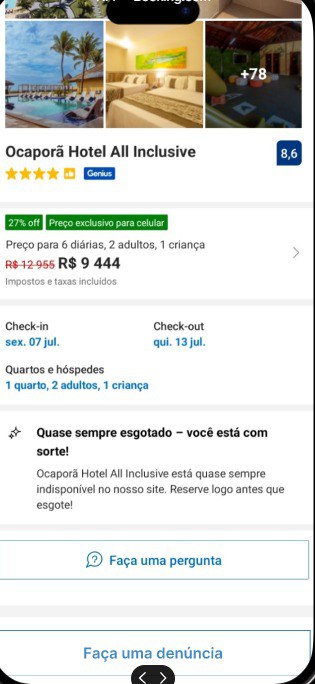 +78
Ocaporã Hotel All Inclusive
8,6
Genius
27% off Preço exclusivo para celular
Preço para 6 diárias, 2 adultos, 1 criança
R$ 12 955 R$ 9 444
Impostos e taxas incluídos
Check-in Check-out
sex. 07 jul. qui. 13 jul.
Quartos e hóspedes
1 quarto, 2 adultos, 1 criança
Quase sempre esgotado – você está com
sorte!
Ocaporã Hotel All Inclusive está quase sempre
indisponível no nosso site. Reserve logo antes que
esgote!
Faça uma pergunta
Faça uma denúncia